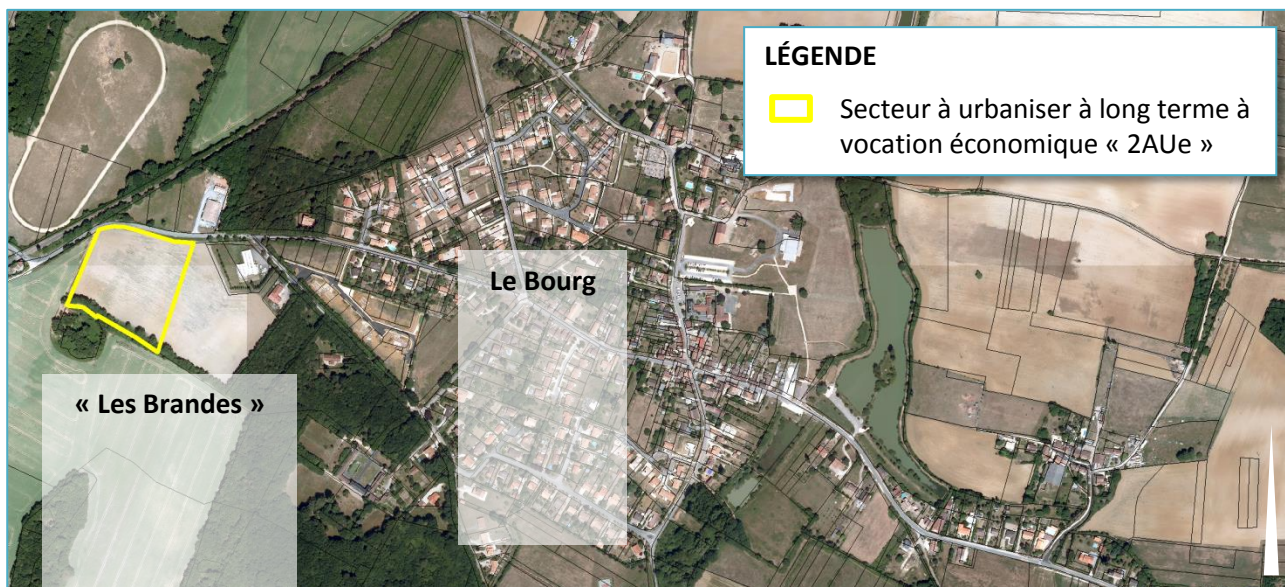 LÉGENDE
Secteur à urbaniser à long terme à
vocation économique « 2AUe »
Le Bourg
« Les Brandes »